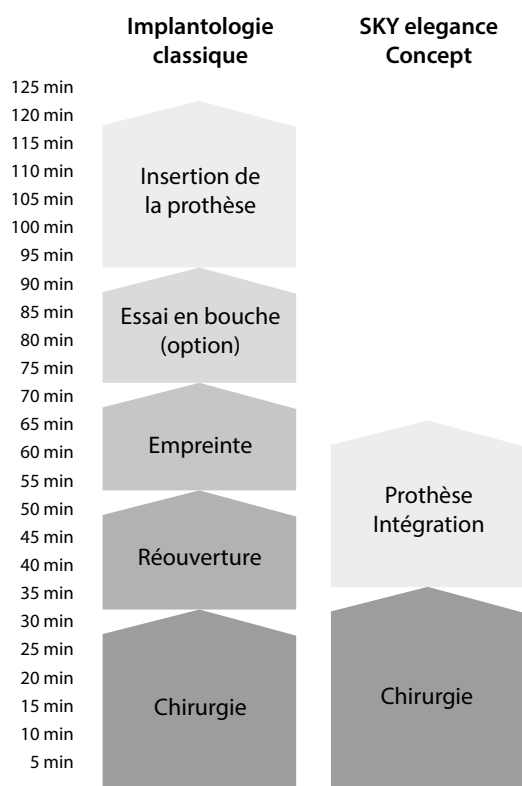 Implantologie
classique
SKY elegance
Concept
125 min
120 min
115 min
110 min
105 min
100 min
95 min
90 min
85 min
80 min
75 min
70 min
65 min
60 min
55 min
50 min
45 min
40 min
35 min
30 min
25 min
20 min
15 min
10 min
5 min
Insertion de
la prothèse
Essai en bouche
(option)
Empreinte
Réouverture
Chirurgie
Prothèse
Intégration
Chirurgie